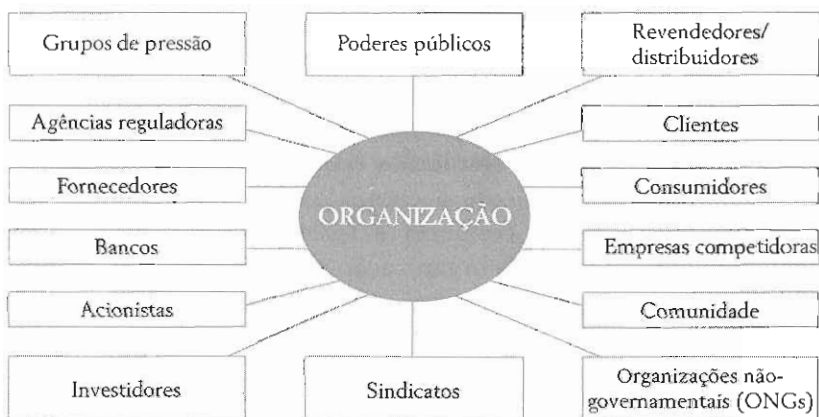 Grupos de pressão
Poderes públicos
Revendedores/
distribuidores
Agências reguladoras
Clientes
Fornecedores
Consumidores
ORGANIZAÇÃO
Bancos
Empresas competidoras
Acionistas
Comunidade
Investidores
Sindicatos
Organizações não-
governamentais (ONGs)